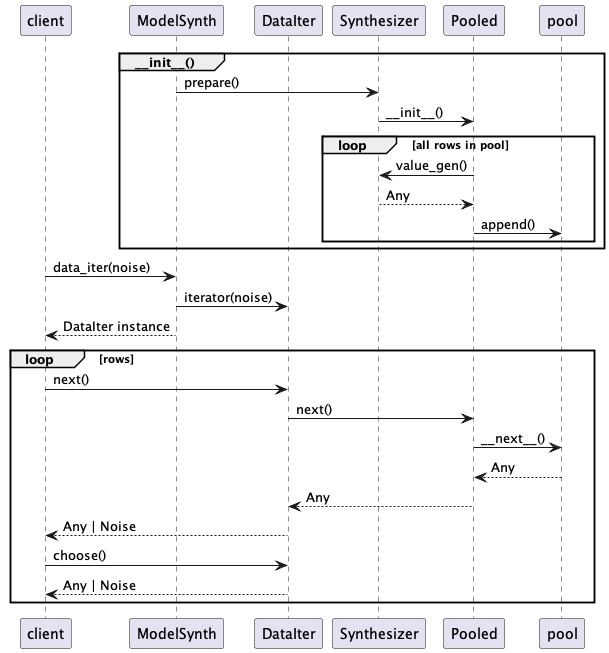 client ModelSynth DataIter Synthesizer Pooled pool
__init__()
prepare()
__init__()
loop [all rows in pool]
value_gen()
Any
append()
data_iter(noise)
iterator(noise)
DataIter instance
loop [rows]
next()
next()
__next__()
Any
Any
Any | Noise
choose()
Any | Noise
client ModelSynth DataIter Synthesizer Pooled pool